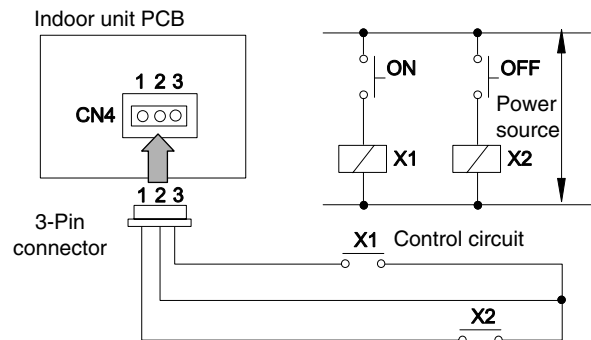 Indoor unit PCB
1 2 3
CN4
1 2 3
3-Pin
connector
ON
OFF
Power
source
X1
X2
X1
Control circuit
X2